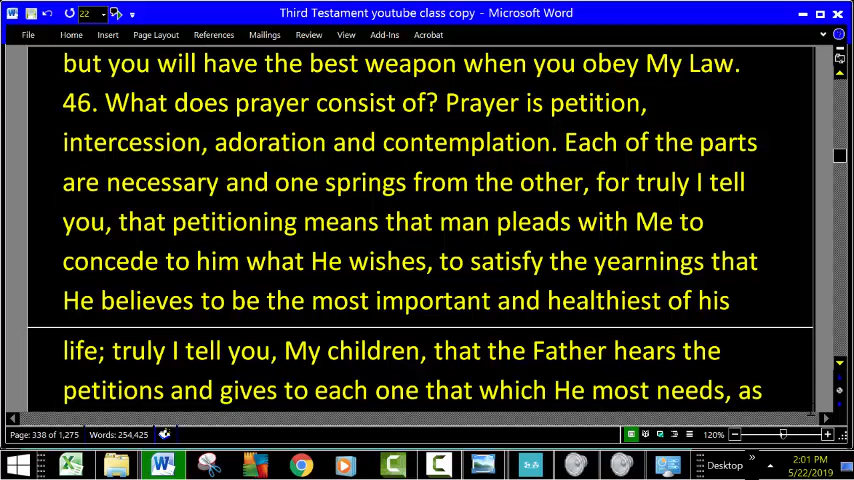 22
Third Testament youtube class copy - Microsoft Word
File Home Insert Page Layout References Mailings Review View Add-Ins Acrobat
but you will have the best weapon when you obey My Law.
46. What does prayer consist of? Prayer is petition,
intercession, adoration and contemplation. Each of the parts
are necessary and one springs from the other, for truly I tell
you, that petitioning means that man pleads with Me to
concede to him what He wishes, to satisfy the yearnings that
He believes to be the most important and healthiest of his
life; truly I tell you, My children, that the Father hears the
petitions and gives to each one that which He most needs, as
Page: 338 of 1,275 Words: 254,425 120%
Desktop
2:01 PM
5/22/2019